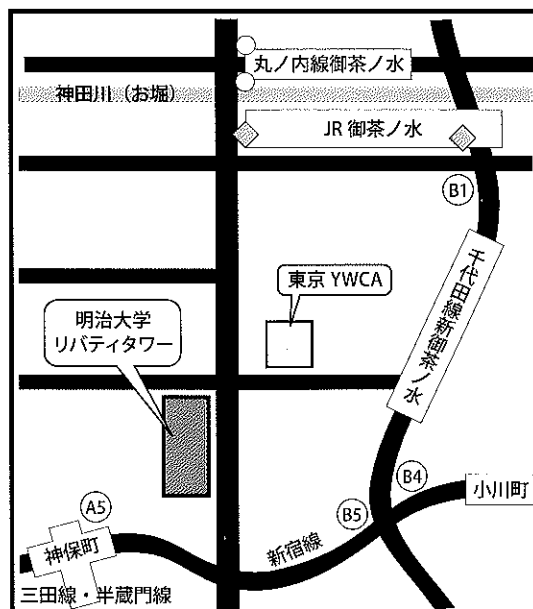 丸ノ内線御茶ノ水
神田川（お堀）
JR 御茶ノ水
B1
千代田線新御茶ノ水
東京 YWCA
明治大学
リバティタワー
B4
小川町
B5
A5
新宿線
神保町
三田線・半蔵門線